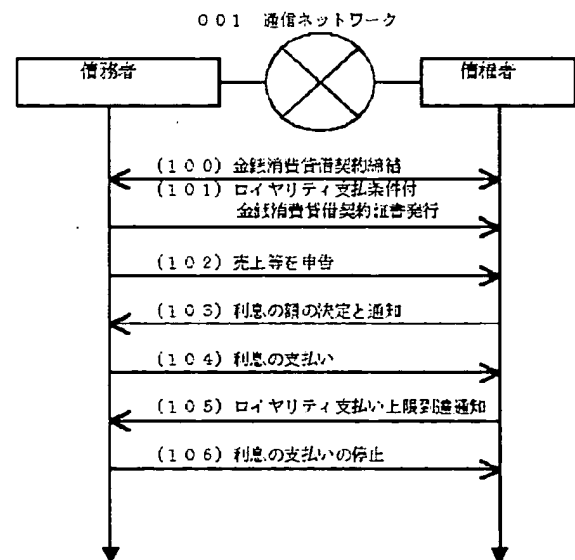 001 通信ネットワーク
債務者
債権者
(100) 金銭消費貸借契約締結
(101) ロイヤリティ支払条件付
金銭消費貸借契約証書発行
(102) 売上等を申告
(103) 利息の額の決定と通知
(104) 利息の支払い
(105) ロイヤリティ支払い上限到達通知
(106) 利息の支払いの停止